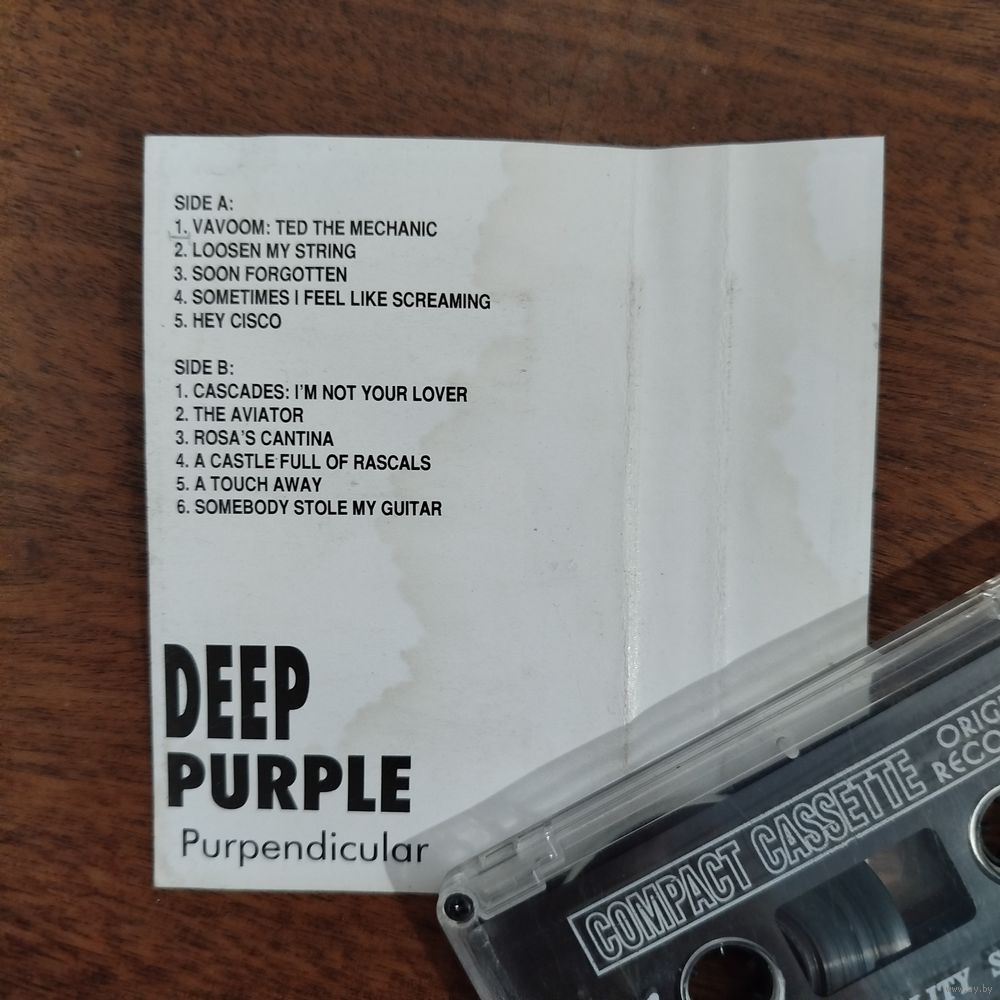 SIDE A:
1. VAVOOM: TED THE MECHANIC
2. LOOSEN MY STRING
3. SOON FORGOTTEN
4. SOMETIMES I FEEL LIKE SCREAMING
5. HEY CISCO
SIDE B:
1. CASCADES: I'M NOT YOUR LOVER
2. THE AVIATOR
3. ROSA'S CANTINA
4. A CASTLE FULL OF RASCALS
5. A TOUCH AWAY
6. SOMEBODY STOLE MY GUITAR
DEEP
PURPLE
Purpendicular
COMPACT CASSETTE